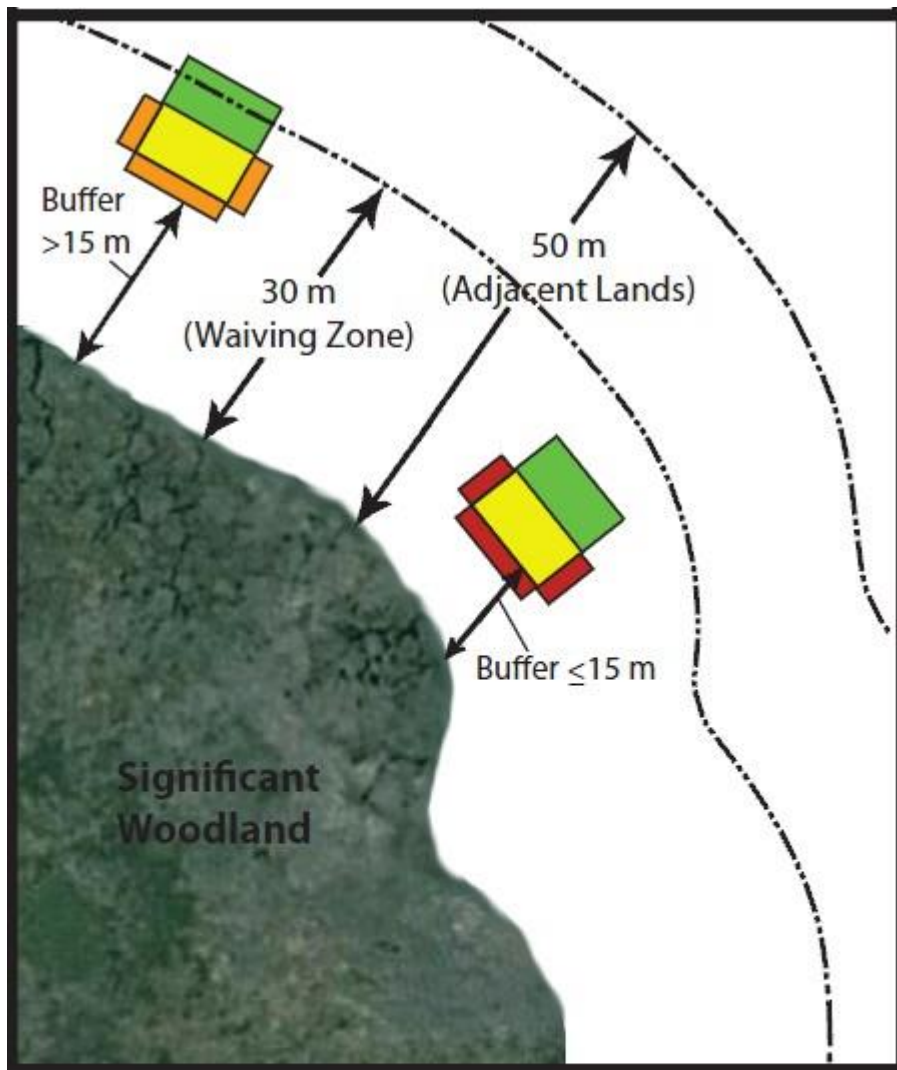 Buffer
>15 m
30 m
(Waiving Zone)
50 m
(Adjacent Lands)
Buffer ≤15 m
Significant
Woodland